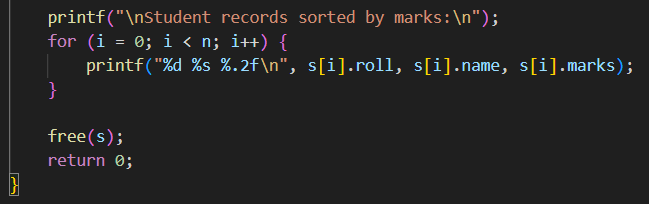 printf("\nStudent records sorted by marks:\n");
for (i = 0; i < n; i++) {
printf("%d %s %.2f\n", s[i].roll, s[i].name, s[i].marks);
}
free(s);
return 0;
}